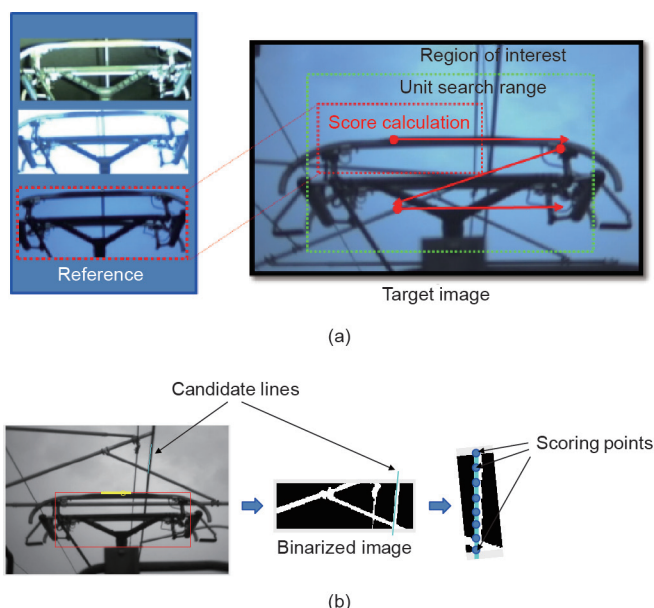 Region of interest
Unit search range
Score calculation
Reference
Target image
(a)
Candidate lines
Scoring points
Binarized image
(b)